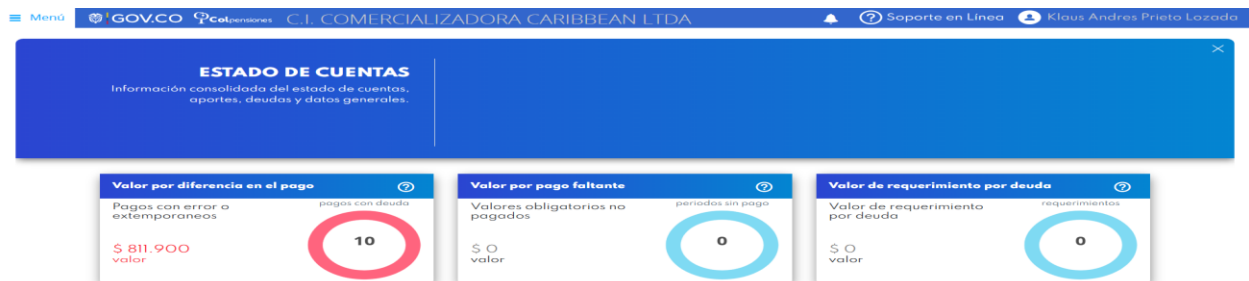 Menú GOV.CO Colpensiones C.I. COMERCIALIZADORA CARIBBEAN LTDA Soporte en Línea Klaus Andres Prieto Lozada
ESTADO DE CUENTAS
Información consolidada del estado de cuentas,
aportes, deudas y datos generales.
Valor por diferencia en el pago
Pagos con error o
extemporaneos
pagos con deuda
10
$ 811.900
valor
Valor por pago faltante
Valores obligatorios no
pagados
periodos sin pago
0
$ 0
valor
Valor de requerimiento por deuda
Valor de requerimiento
por deuda
requerimientos
0
$ 0
valor